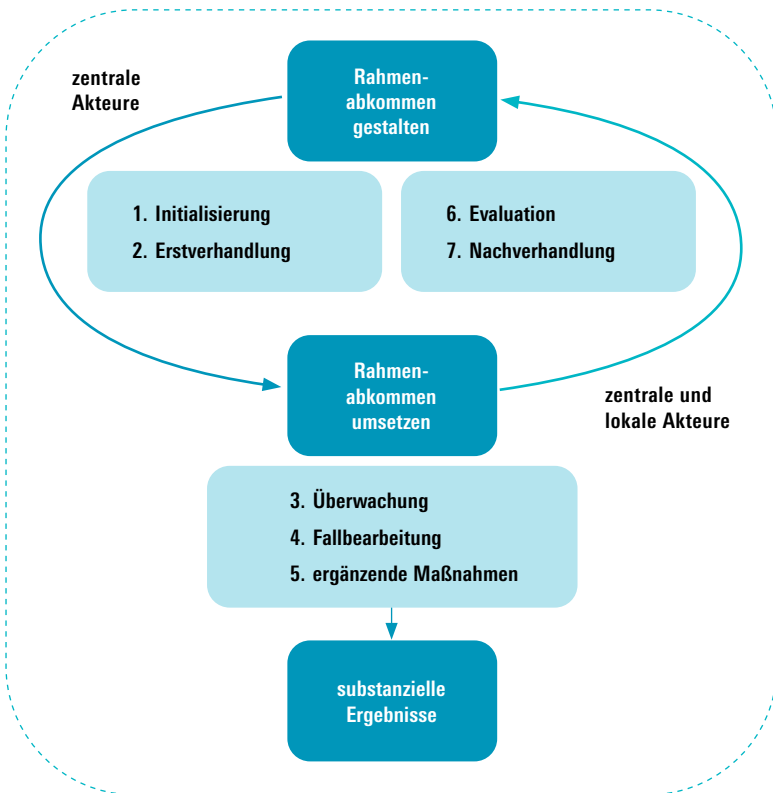 zentrale
Akteure
Rahmen-
abkommen
gestalten
1. Initialisierung
2. Erstverhandlung
6. Evaluation
7. Nachverhandlung
Rahmen-
abkommen
umsetzen
zentrale und
lokale Akteure
3. Überwachung
4. Fallbearbeitung
5. ergänzende Maßnahmen
substanzielle
Ergebnisse